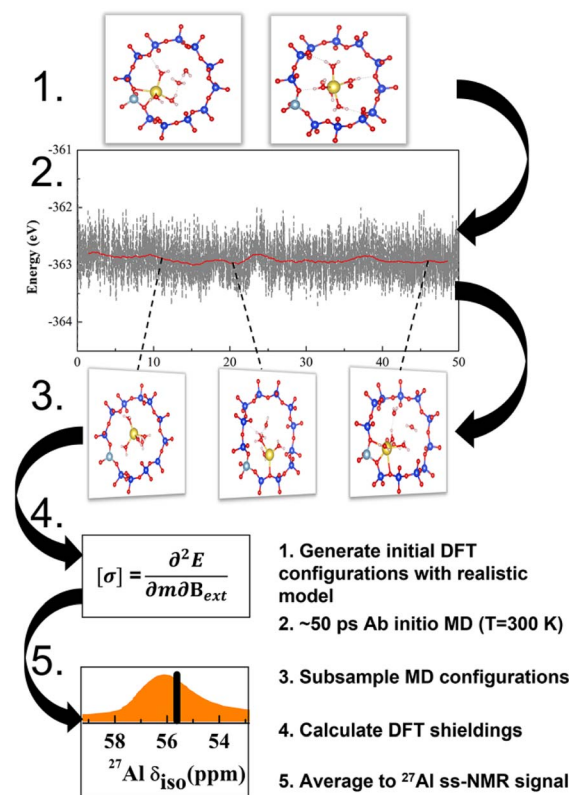 1.
2.
Energy (eV)
-361
-362
-363
-364
0 10 20 30 40 50
3.
4.
[σ] = ∂²E / ∂m∂B_ext
5.
58 56 54
²⁷Al δ_iso(ppm)
1. Generate initial DFT
configurations with realistic
model
2. ~50 ps Ab initio MD (T=300 K)
3. Subsample MD configurations
4. Calculate DFT shieldings
5. Average to ²⁷Al ss-NMR signal